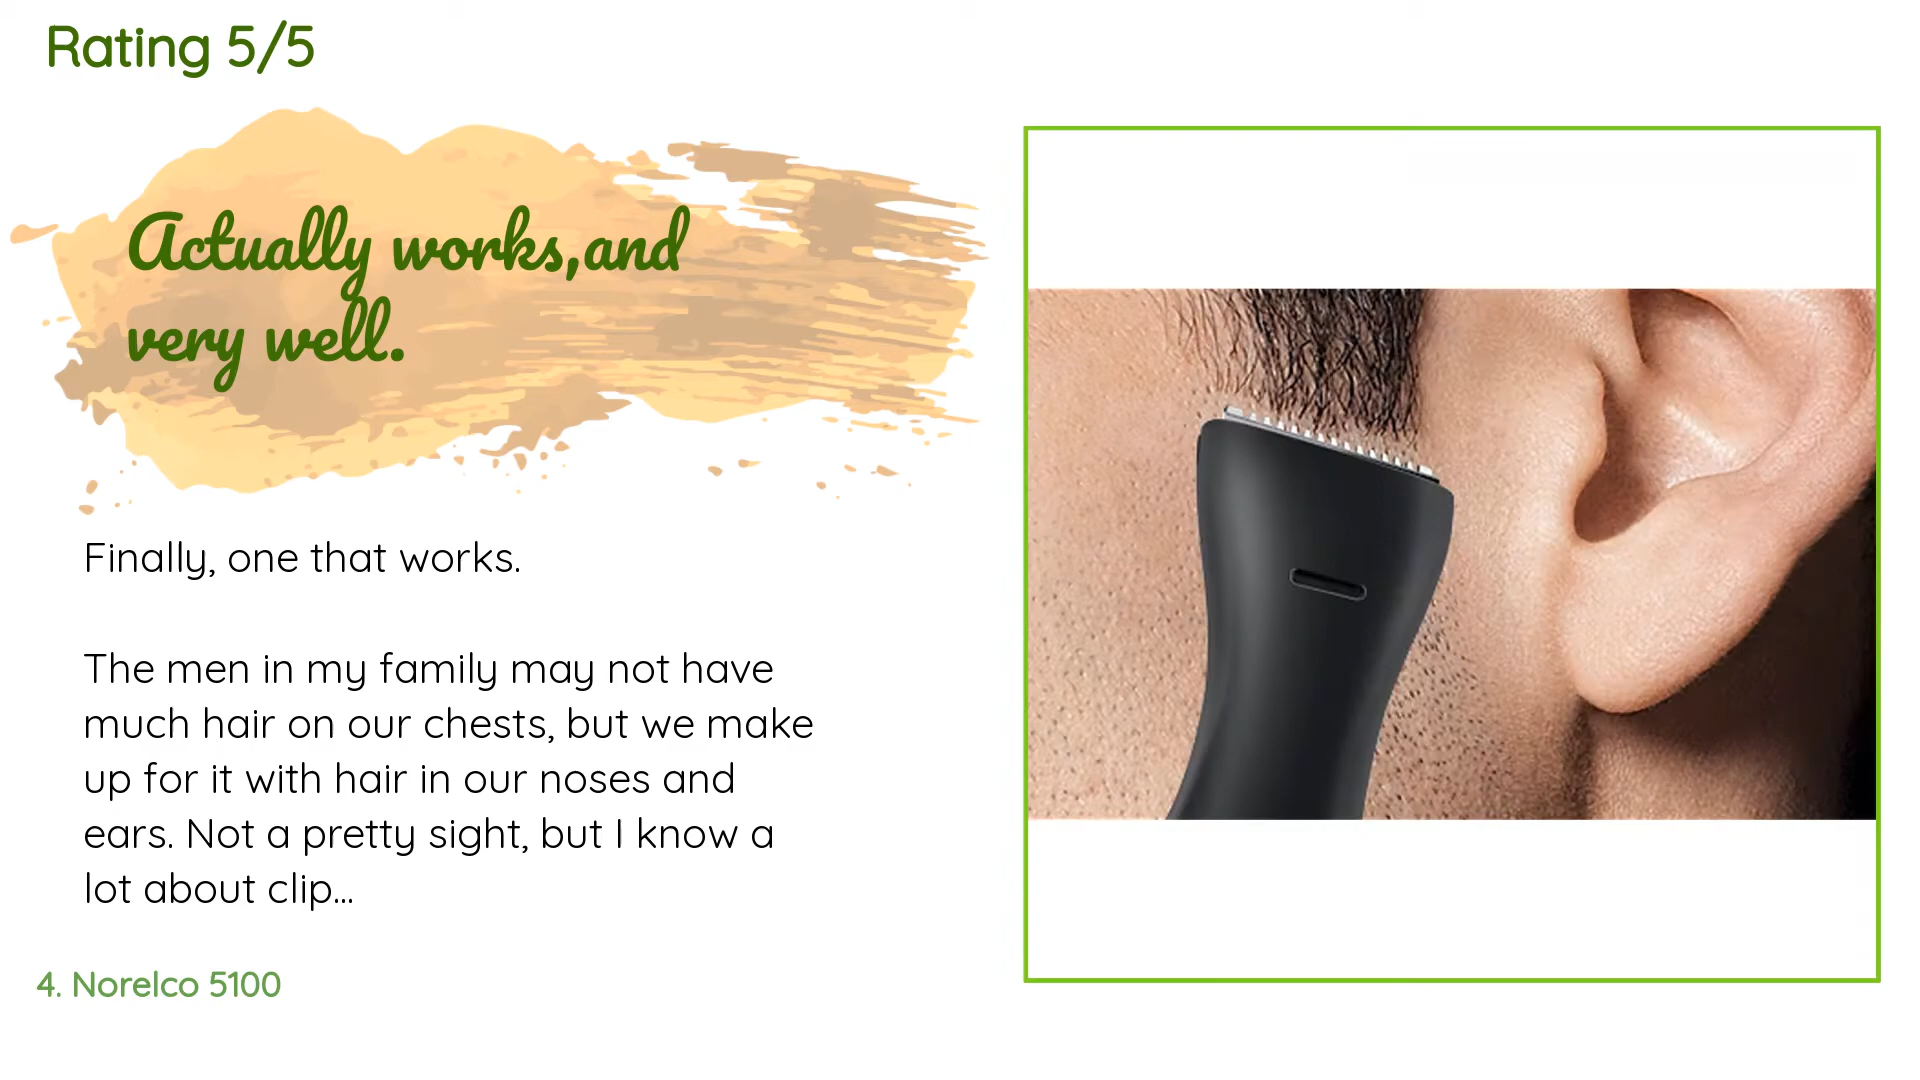 Rating 5/5
Actually works,and
very well.
Finally, one that works.
The men in my family may not have
much hair on our chests, but we make
up for it with hair in our noses and
ears. Not a pretty sight, but I know a
lot about clip...
4. Norelco 5100